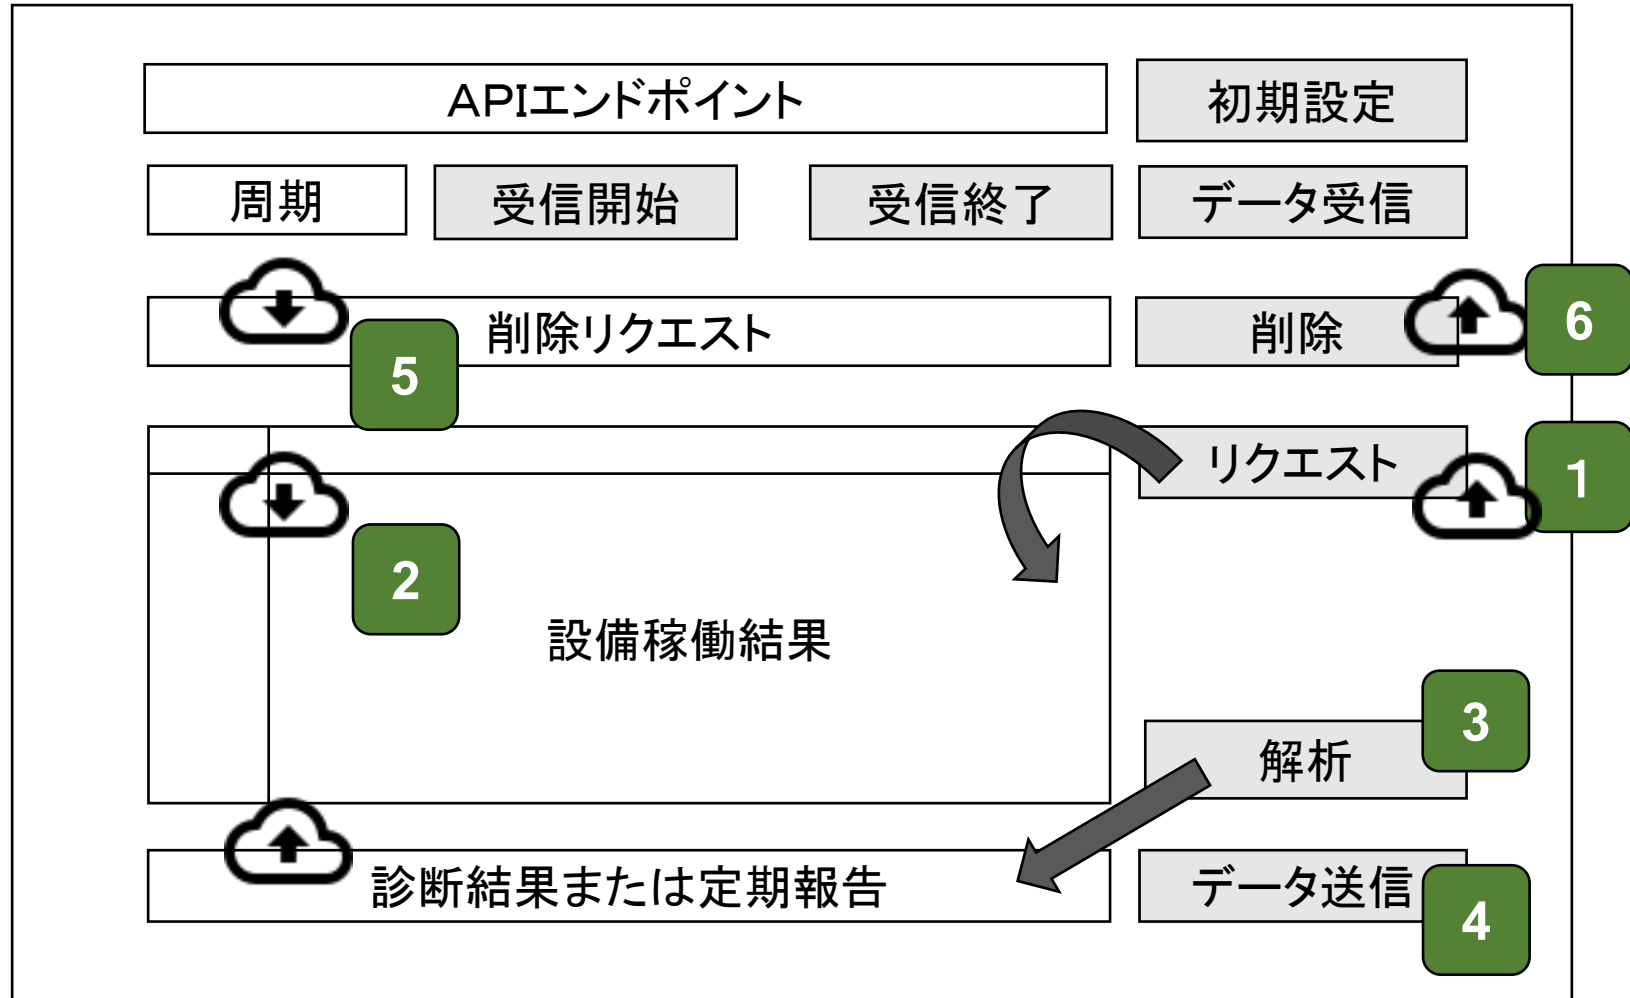 APIエンドポイント
初期設定
周期
受信開始
受信終了
データ受信
削除リクエスト
削除
6
5
リクエスト
1
2
設備稼働結果
3
解析
診断結果または定期報告
データ送信
4